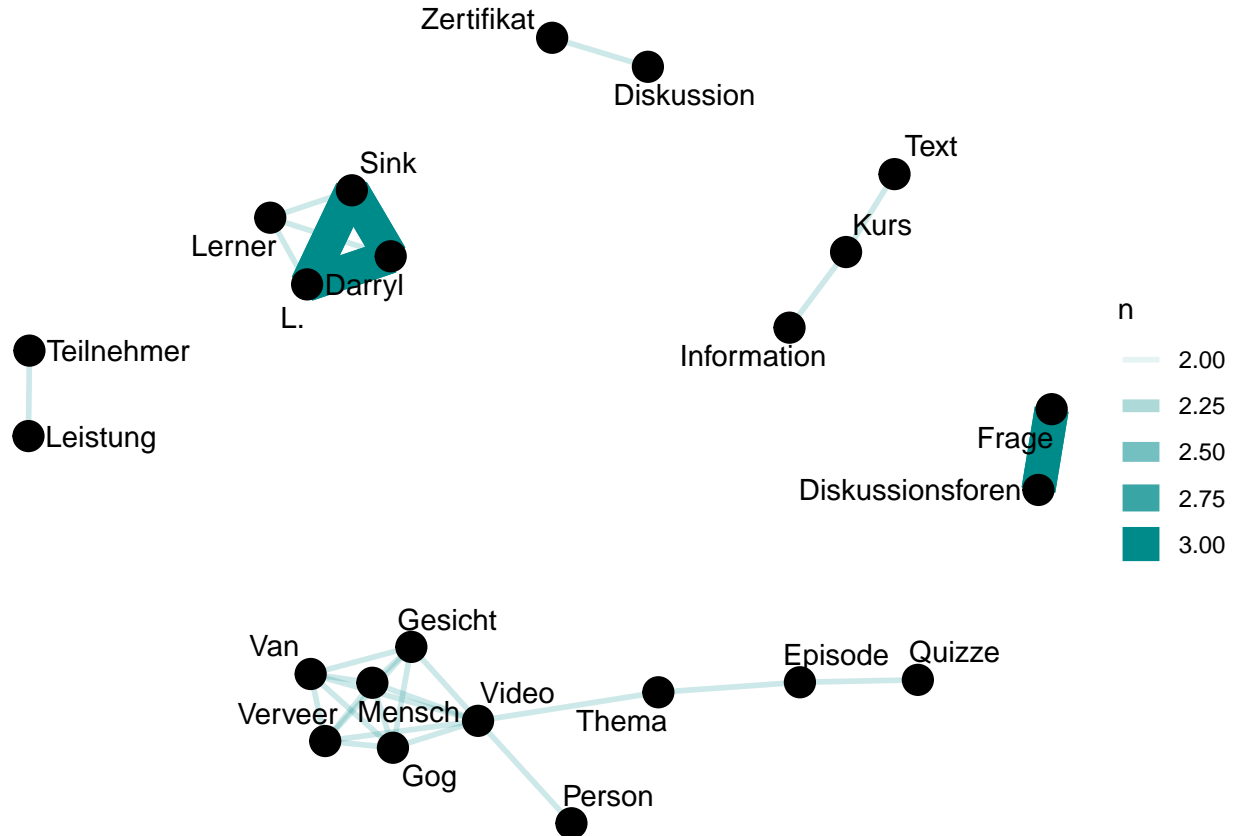 Zertifikat
Diskussion
Text
Sink
Kurs
Lerner
Darryl
L.
n
Teilnehmer
Information
2.00
2.25
Leistung
Frage
2.50
Diskussionsforen
2.75
3.00
Gesicht
Van
Episode
Quizze
Video
Verveer
Mensch
Thema
Gog
Person